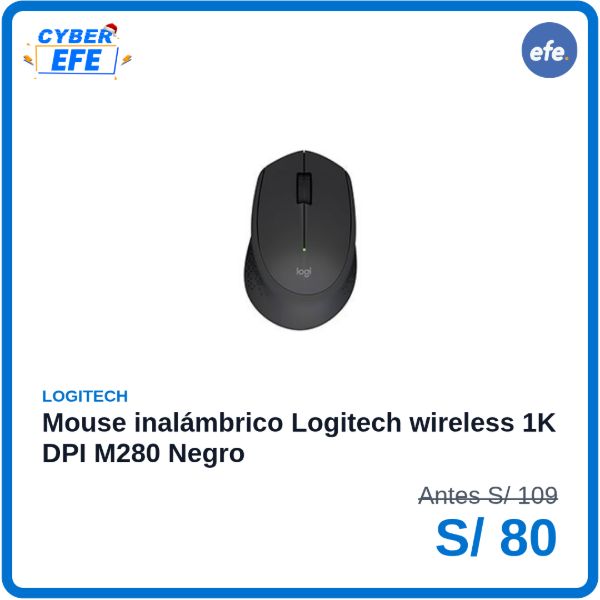 CYBER
EFE
efe.
logi
LOGITECH
Mouse inalámbrico Logitech wireless 1K
DPI M280 Negro
Antes S/ 109
S/ 80